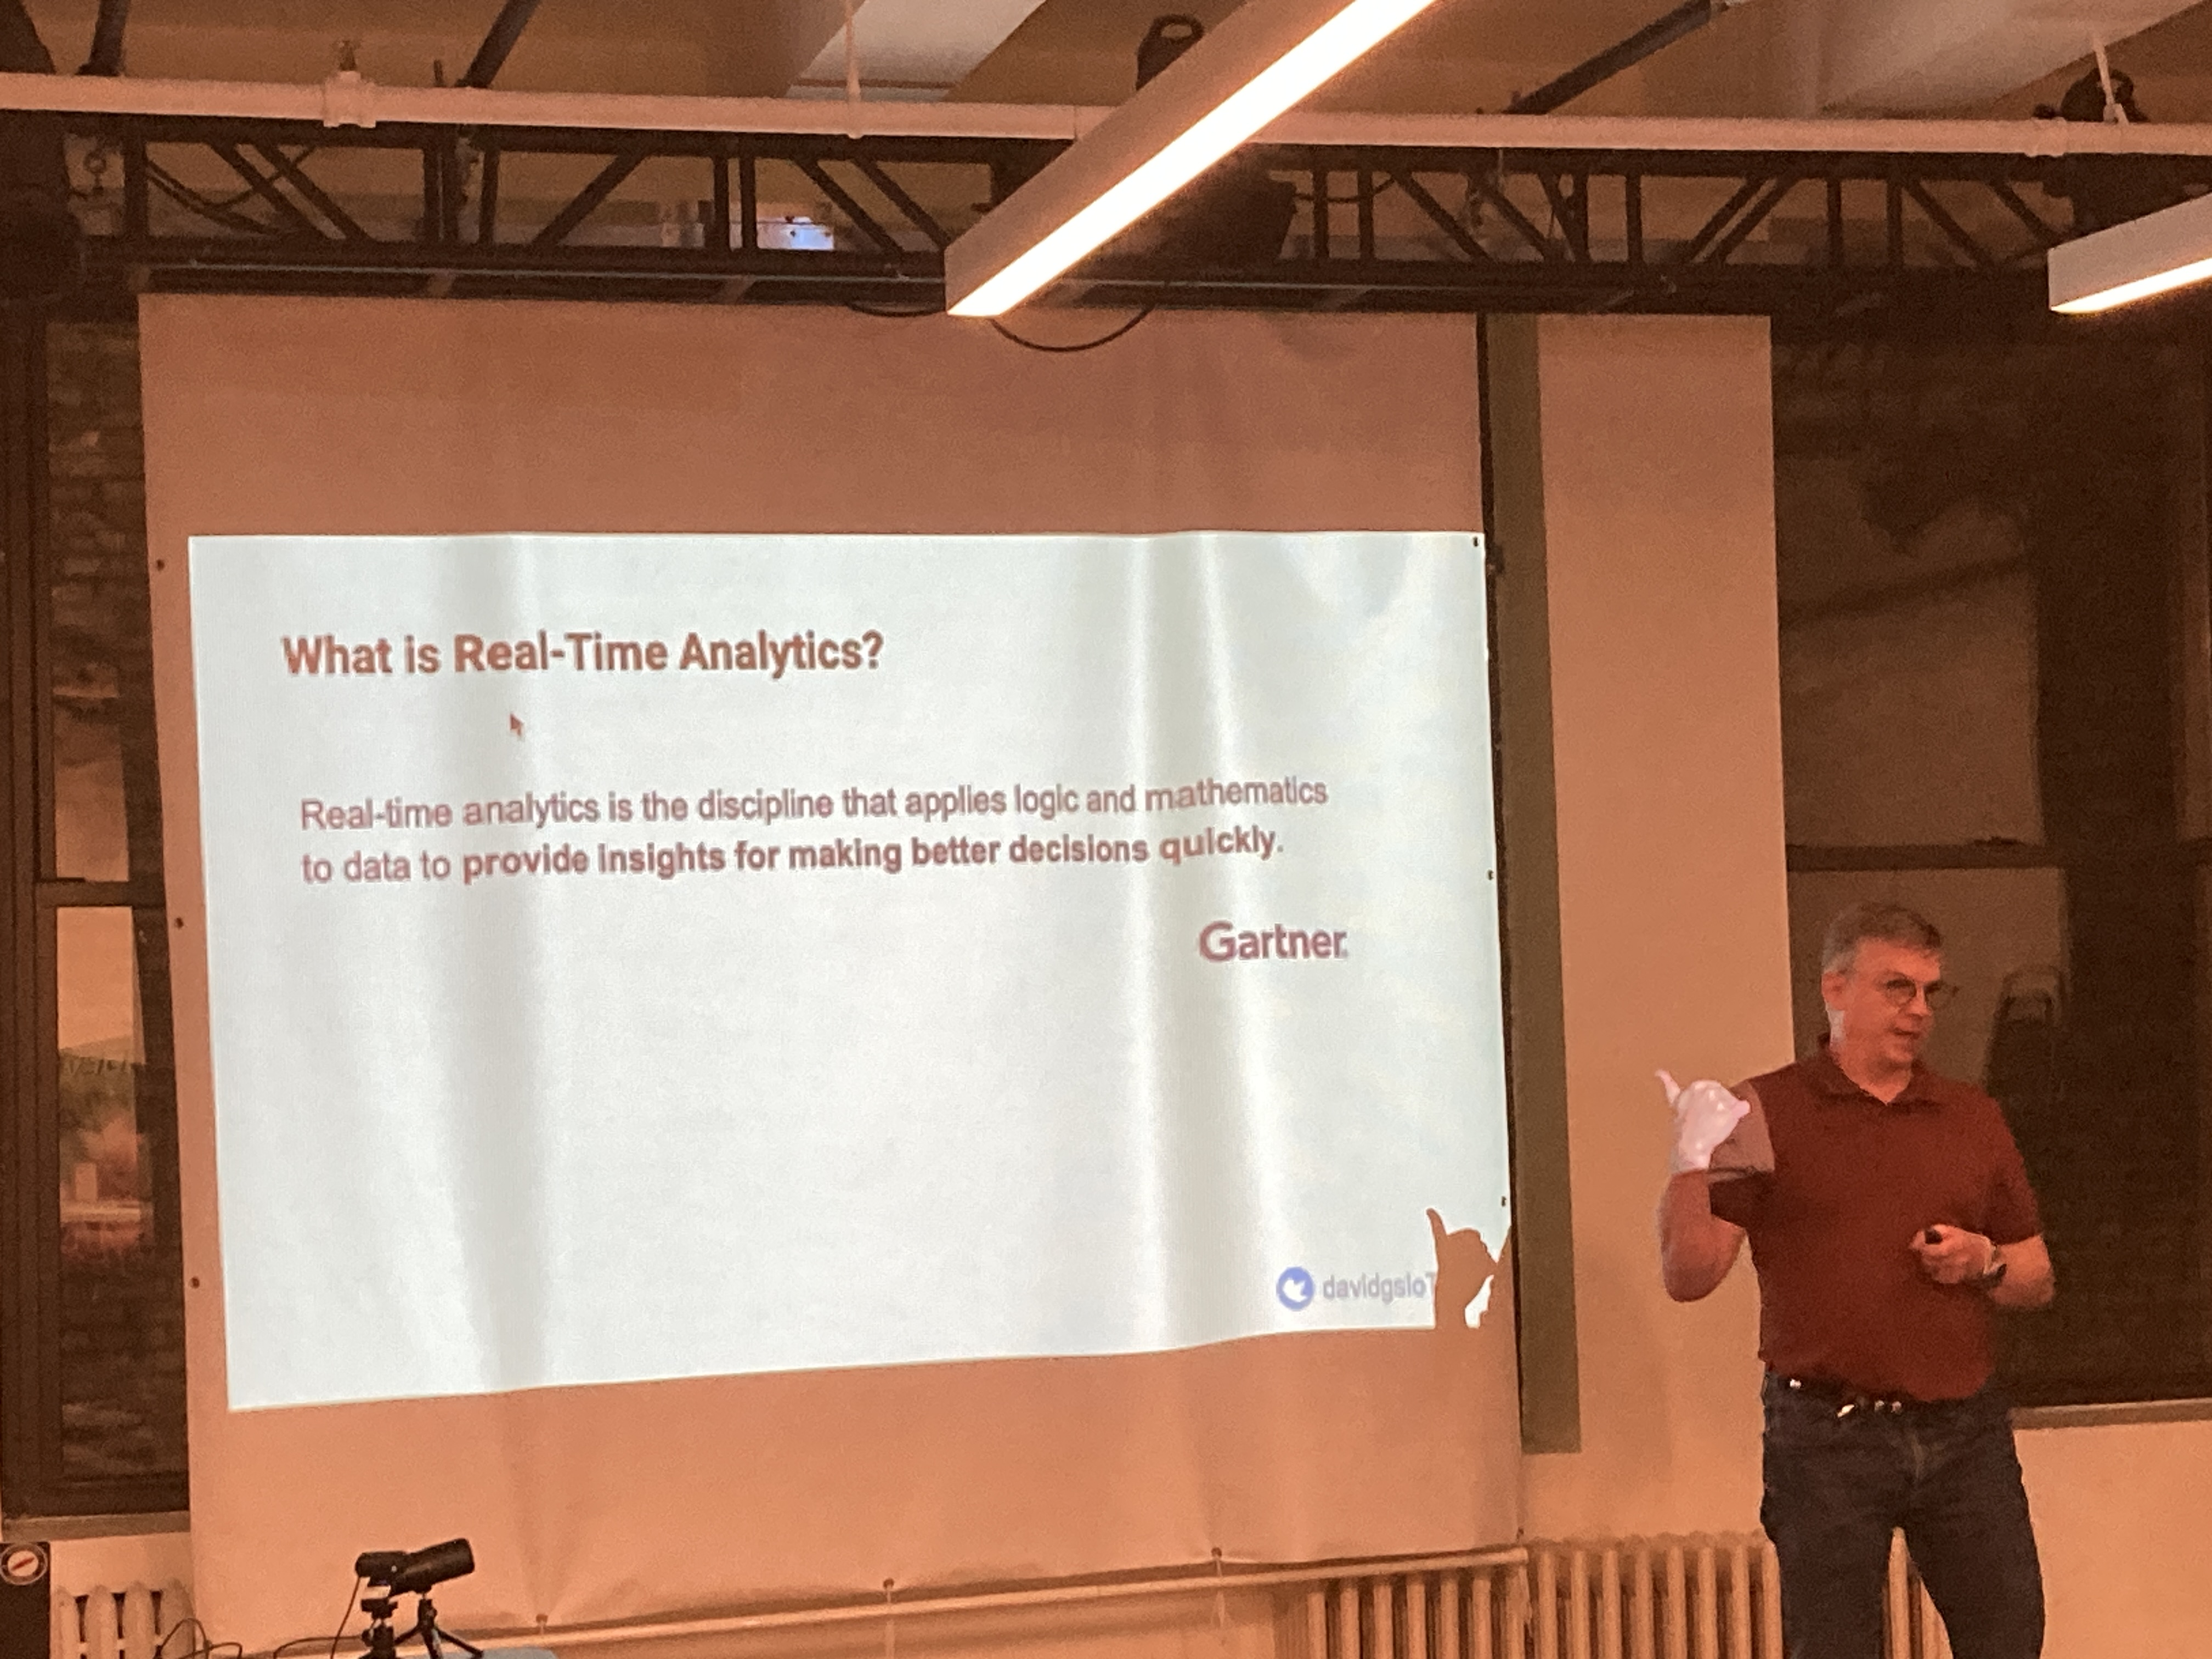 What is Real-Time Analytics?
Real-time analytics is the discipline that applies logic and mathematics
to data to provide insights for making better decisions quickly.
Gartner.
davidgsIoT